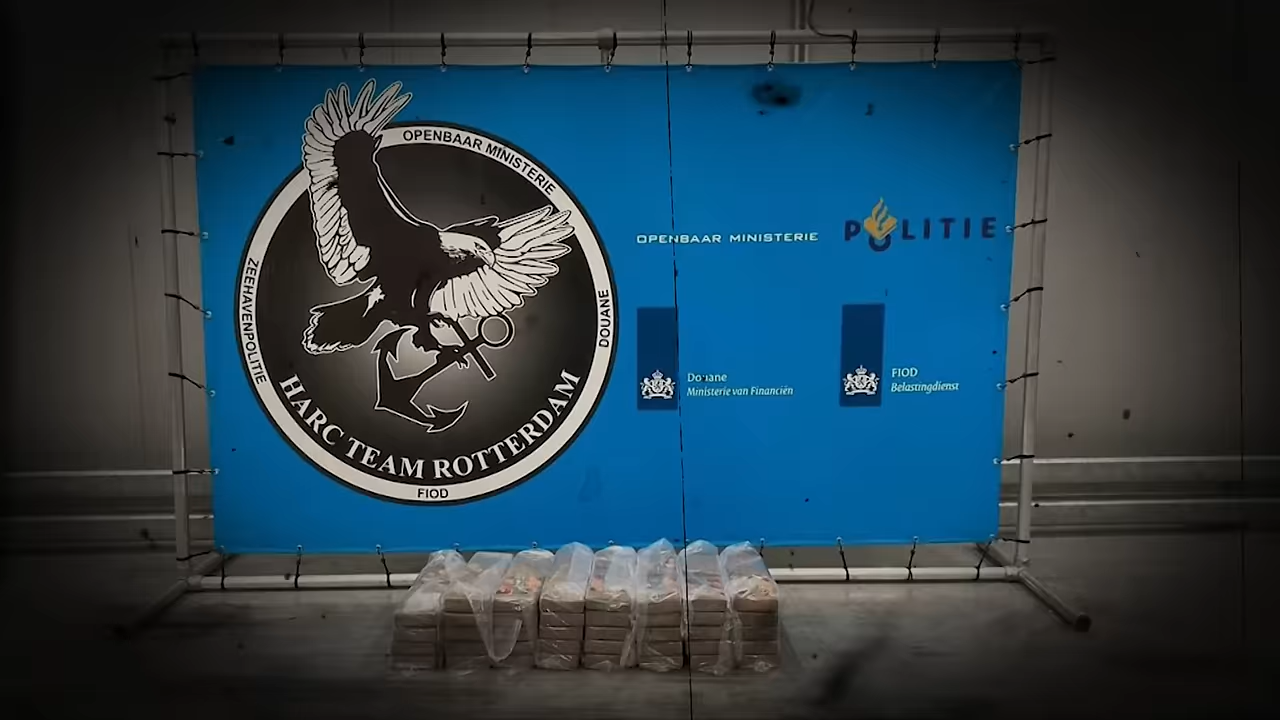 OPENBAAR MINISTERIE
ZEEHAVENPOLITIE
DOUANE
HARC TEAM ROTTERDAM
FIOD
OPENBAAR MINISTERIE
POLITIE
Douane
Ministerie van Financiën
FIOD
Belastingdienst